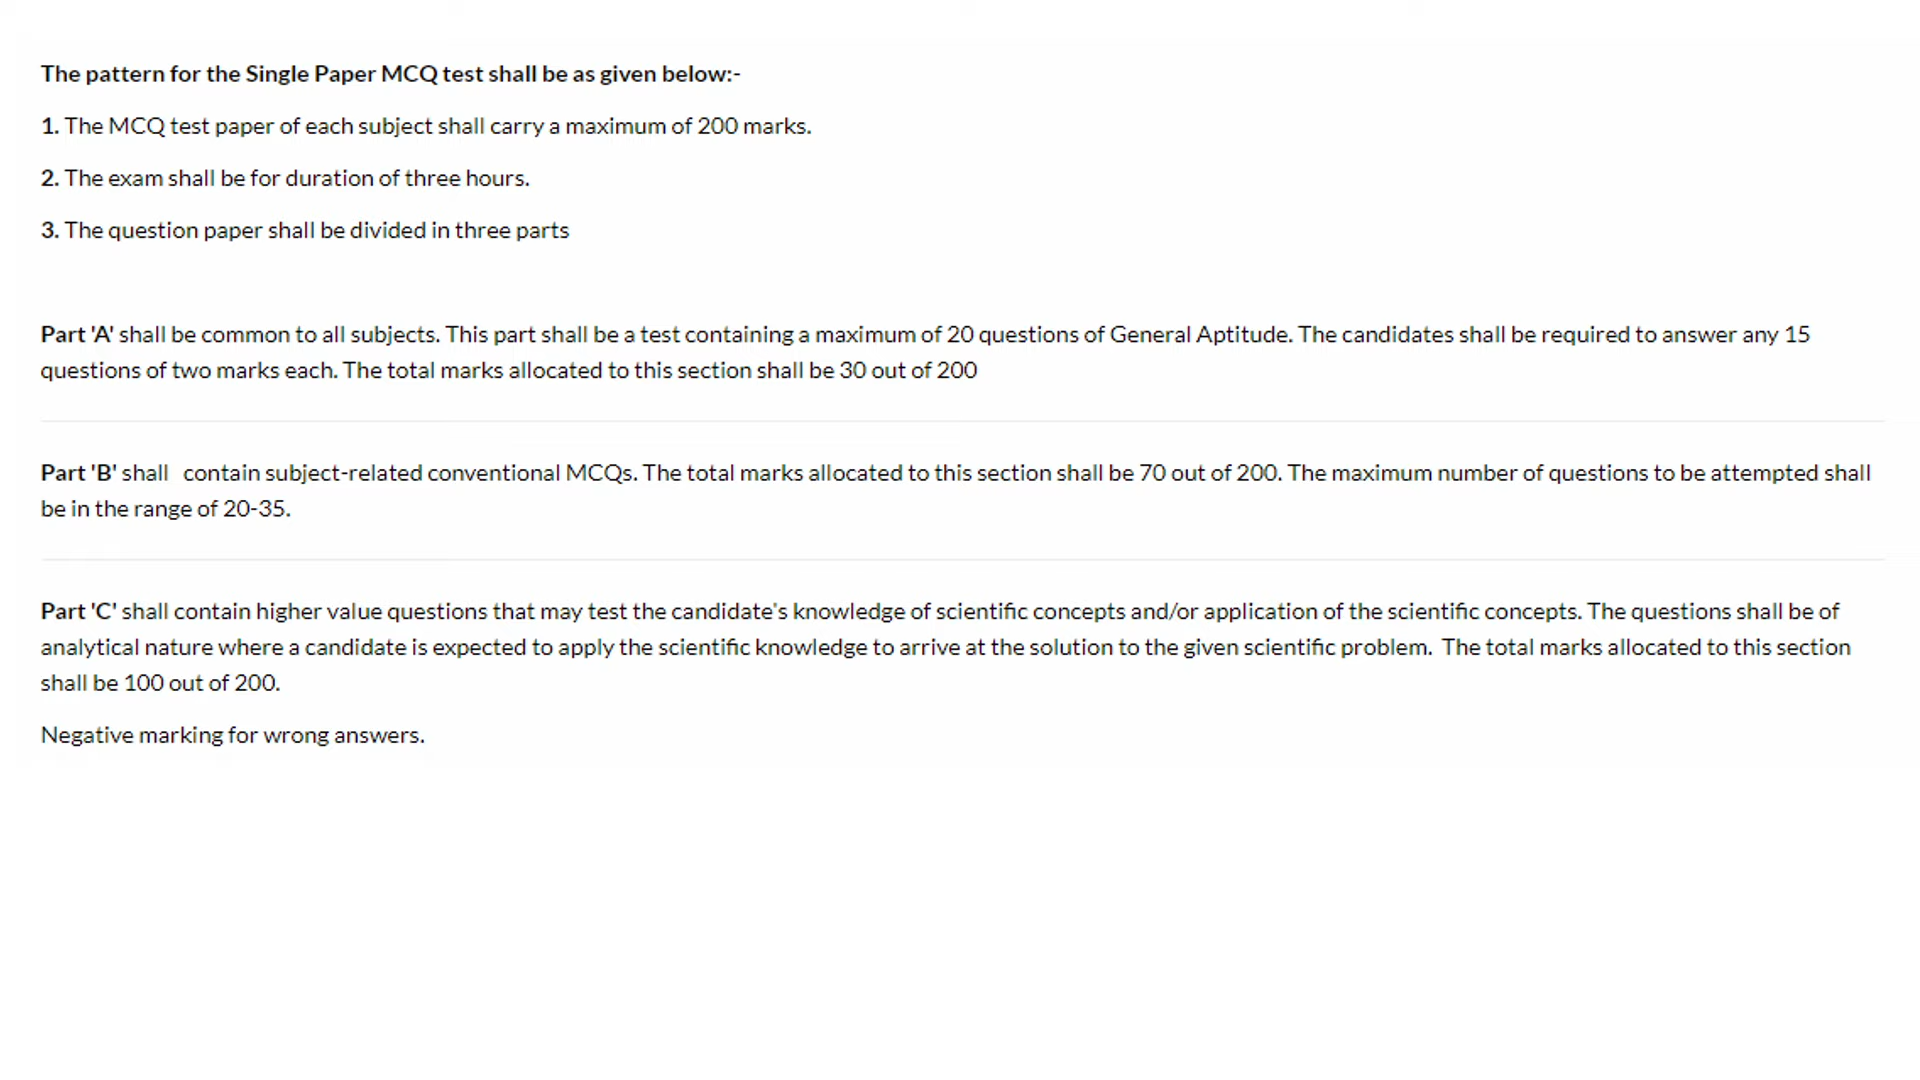 The pattern for the Single Paper MCQ test shall be as given below:-
1. The MCQ test paper of each subject shall carry a maximum of 200 marks.
2. The exam shall be for duration of three hours.
3. The question paper shall be divided in three parts
Part 'A' shall be common to all subjects. This part shall be a test containing a maximum of 20 questions of General Aptitude. The candidates shall be required to answer any 15
questions of two marks each. The total marks allocated to this section shall be 30 out of 200
Part 'B' shall contain subject-related conventional MCQs. The total marks allocated to this section shall be 70 out of 200. The maximum number of questions to be attempted shall
be in the range of 20-35.
Part 'C' shall contain higher value questions that may test the candidate's knowledge of scientific concepts and/or application of the scientific concepts. The questions shall be of
analytical nature where a candidate is expected to apply the scientific knowledge to arrive at the solution to the given scientific problem. The total marks allocated to this section
shall be 100 out of 200.
Negative marking for wrong answers.